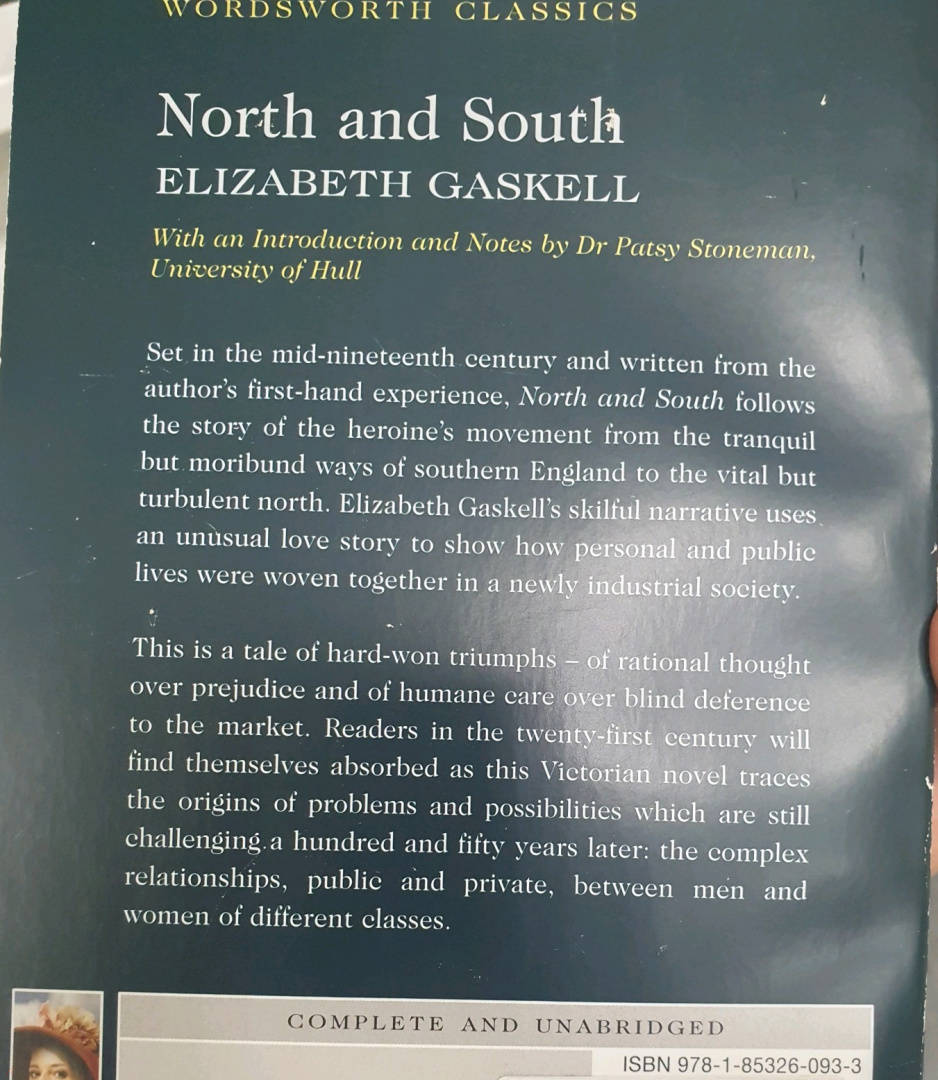 WORDSWORTH CLASSICS
North and South
ELIZABETH GASKELL
With an Introduction and Notes by Dr Patsy Stoneman,
University of Hull
Set in the mid-nineteenth century and written from the
author's first-hand experience, North and South follows
the story of the heroine's movement from the tranquil
but moribund ways of southern England to the vital but
turbulent north. Elizabeth Gaskell's skilful narrative uses
an unusual love story to show how personal and public
lives were woven together in a newly industrial society.
This is a tale of hard-won triumphs – of rational thought
over prejudice and of humane care over blind deference
to the market. Readers in the twenty-first century will
find themselves absorbed as this Victorian novel traces
the origins of problems and possibilities which are still
challenging a hundred and fifty years later: the complex
relationships, public and private, between men and
women of different classes.
COMPLETE AND UNABRIDGED
ISBN 978-1-85326-093-3